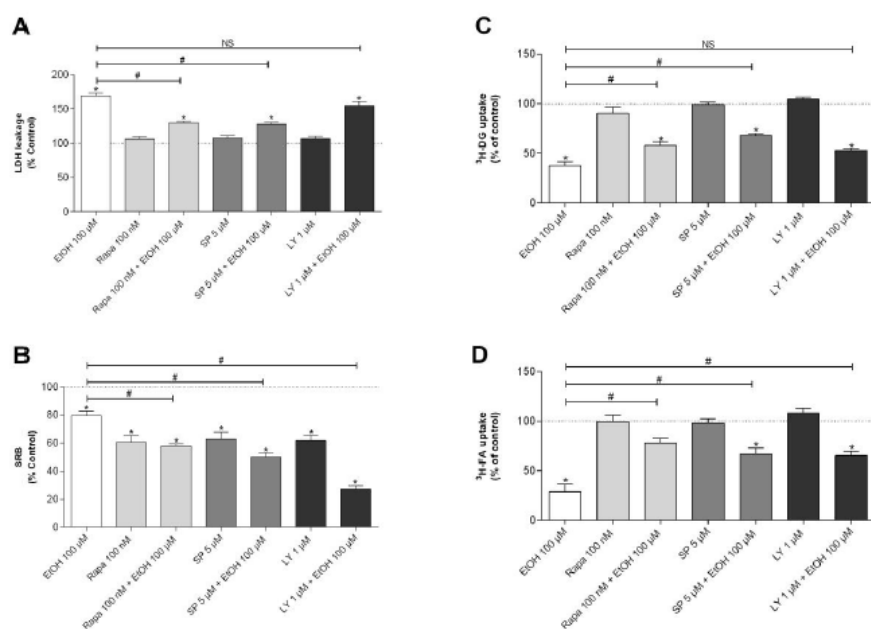 A
NS
#
#
LDH leakage
(% Control)
200
150
100
50
0
*
*
*
*
EtOH 100 µM
Rapa 100 nM
Rapa 100 nM + EtOH 100 µM
SP 5 µM
SP 5 µM + EtOH 100 µM
LY 1 µM
LY 1 µM + EtOH 100 µM
B
#
#
#
SRB
(% Control)
100
80
60
40
20
0
*
*
*
*
*
*
*
EtOH 100 µM
Rapa 100 nM
Rapa 100 nM + EtOH 100 µM
SP 5 µM
SP 5 µM + EtOH 100 µM
LY 1 µM
LY 1 µM + EtOH 100 µM
C
NS
#
#
³H-DG uptake
(% of control)
150
100
50
0
*
*
*
*
EtOH 100 µM
Rapa 100 nM
Rapa 100 nM + EtOH 100 µM
SP 5 µM
SP 5 µM + EtOH 100 µM
LY 1 µM
LY 1 µM + EtOH 100 µM
D
#
#
#
³H-FA uptake
(% of control)
150
100
50
0
*
*
*
EtOH 100 µM
Rapa 100 nM
Rapa 100 nM + EtOH 100 µM
SP 5 µM
SP 5 µM + EtOH 100 µM
LY 1 µM
LY 1 µM + EtOH 100 µM